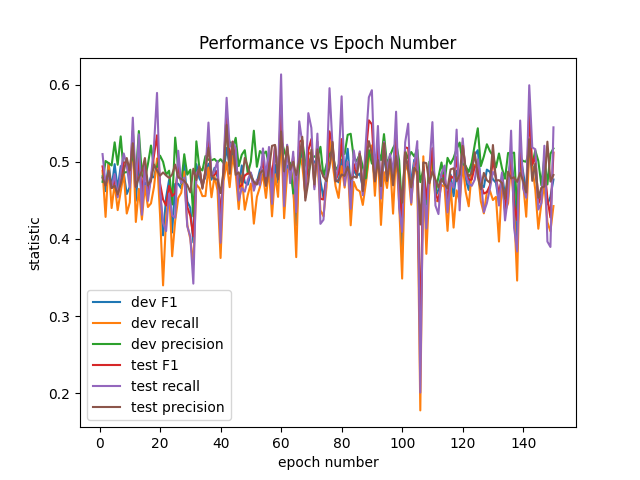 Performance vs Epoch Number
statistic
0.6
0.5
0.4
0.3
0.2
dev F1
dev recall
dev precision
test F1
test recall
test precision
0 20 40 60 80 100 120 140
epoch number